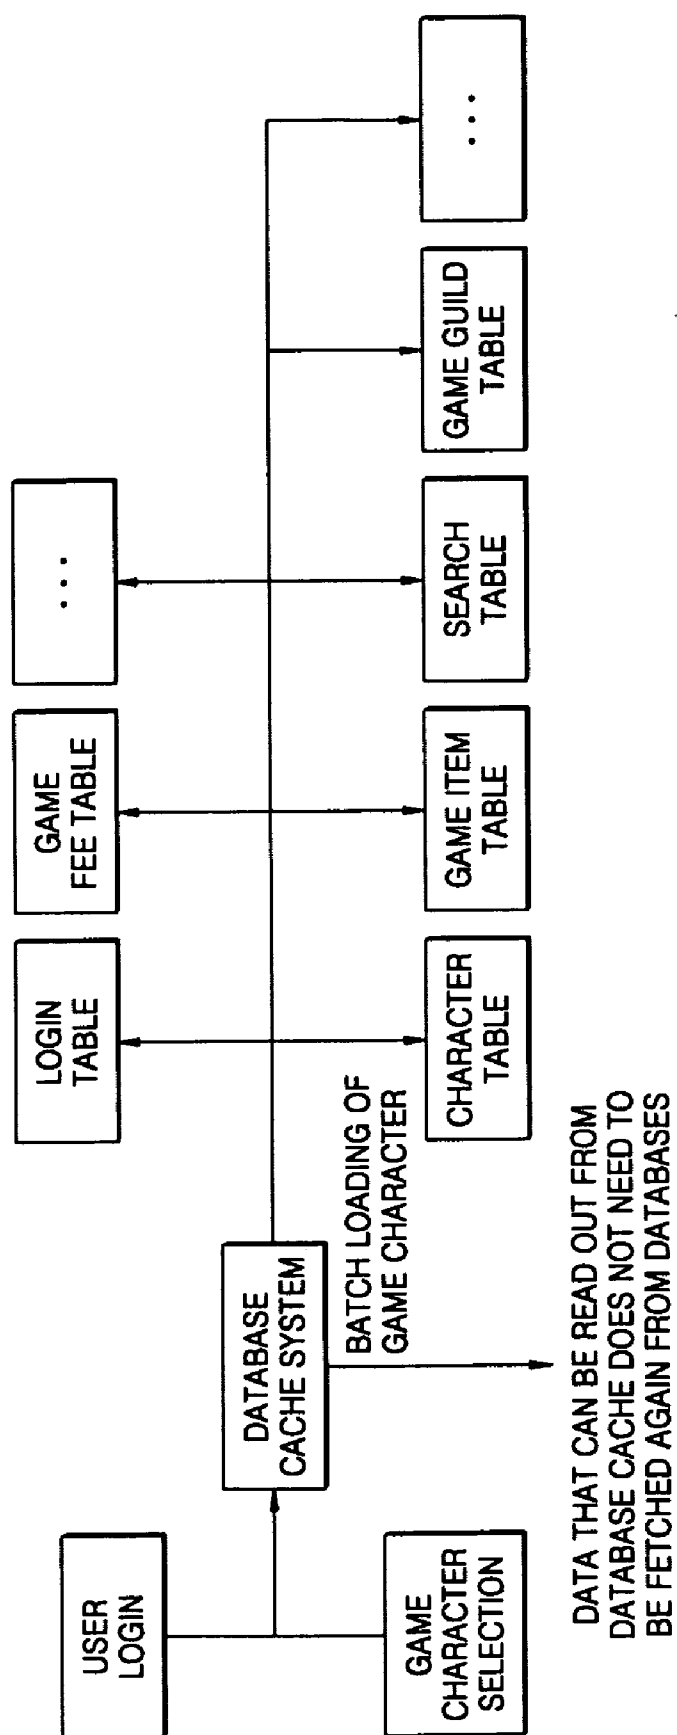 USER
LOGIN
GAME
CHARACTER
SELECTION
DATABASE
CACHE SYSTEM
BATCH LOADING OF
GAME CHARACTER
DATA THAT CAN BE READ OUT FROM
DATABASE CACHE DOES NOT NEED TO
BE FETCHED AGAIN FROM DATABASES
LOGIN
TABLE
GAME
FEE TABLE
...
CHARACTER
TABLE
GAME ITEM
TABLE
SEARCH
TABLE
GAME GUILD
TABLE
...